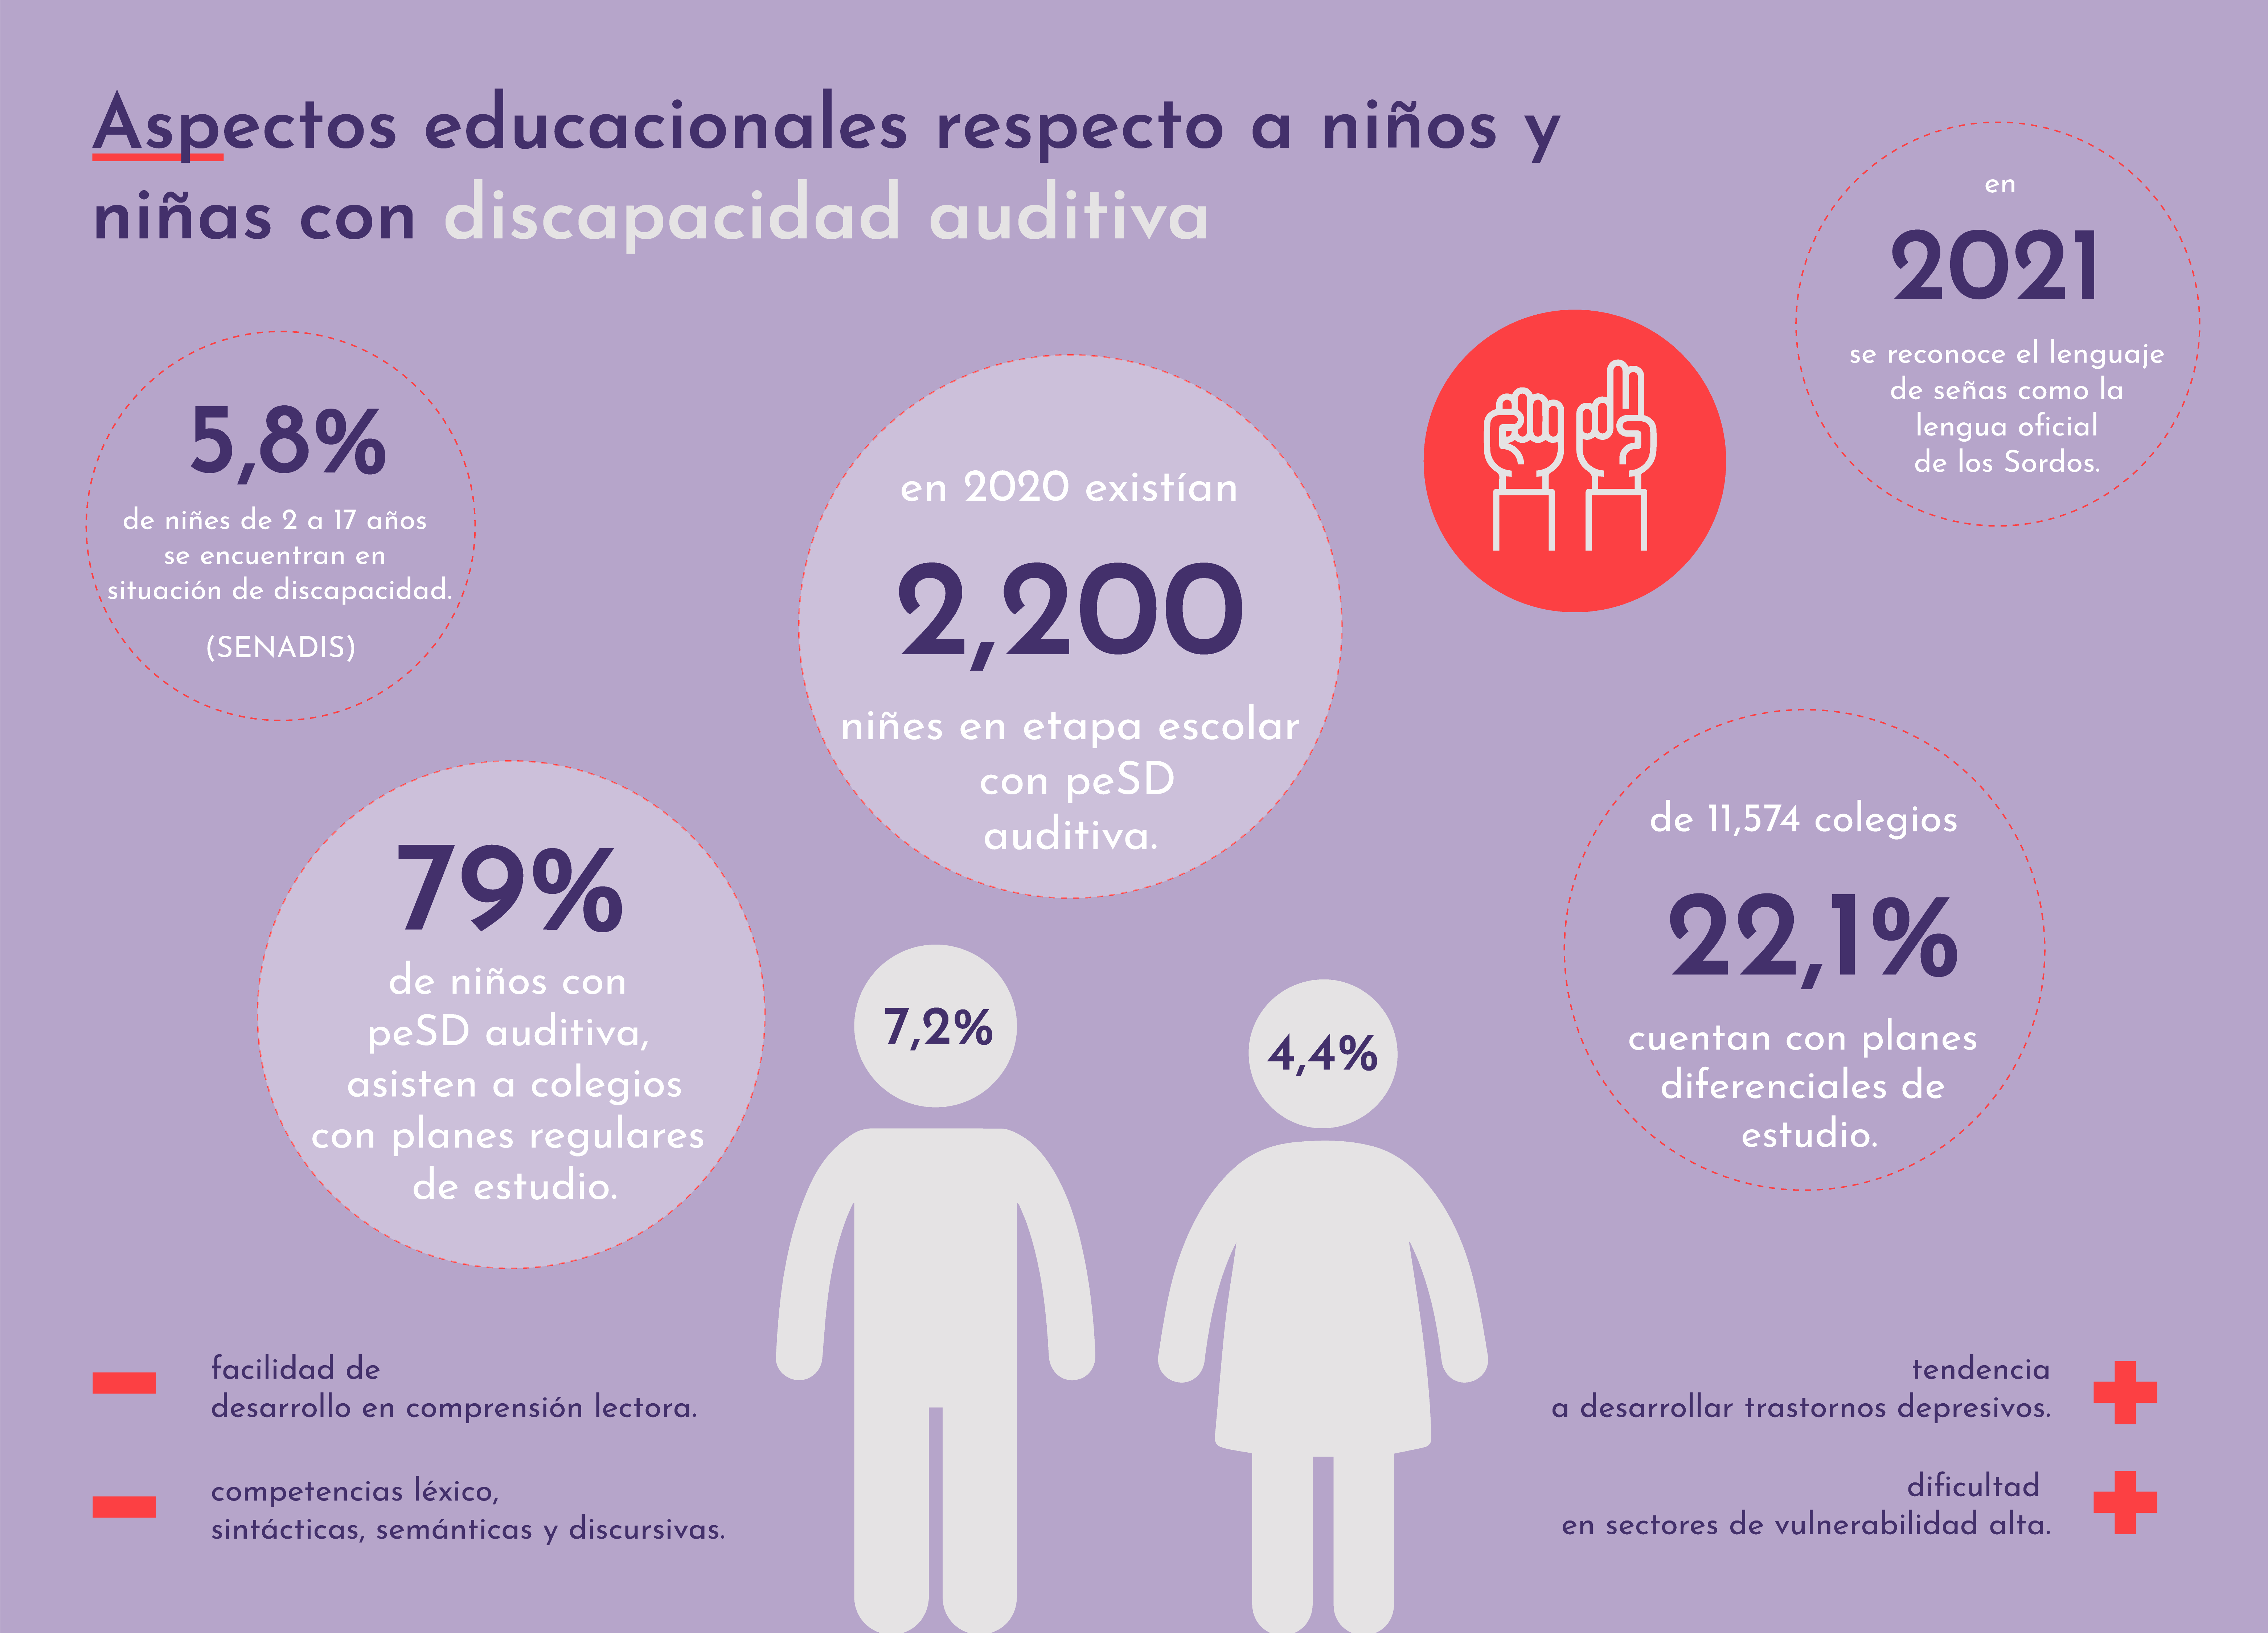 Aspectos educacionales respecto a niños y
niñas con discapacidad auditiva
en
2021
se reconoce el lenguaje
de señas como la
lengua oficial
de los Sordos.
5,8%
de niñes de 2 a 17 años
se encuentran en
situación de discapacidad.
(SENADIS)
en 2020 existían
2,200
niñes en etapa escolar
con peSD
auditiva.
79%
de niños con
peSD auditiva,
asisten a colegios
con planes regulares
de estudio.
de 11,574 colegios
22,1%
cuentan con planes
diferenciales de
estudio.
7,2%
4,4%
facilidad de
desarrollo en comprensión lectora.
competencias léxico,
sintácticas, semánticas y discursivas.
tendencia
a desarrollar trastornos depresivos.
dificultad
en sectores de vulnerabilidad alta.